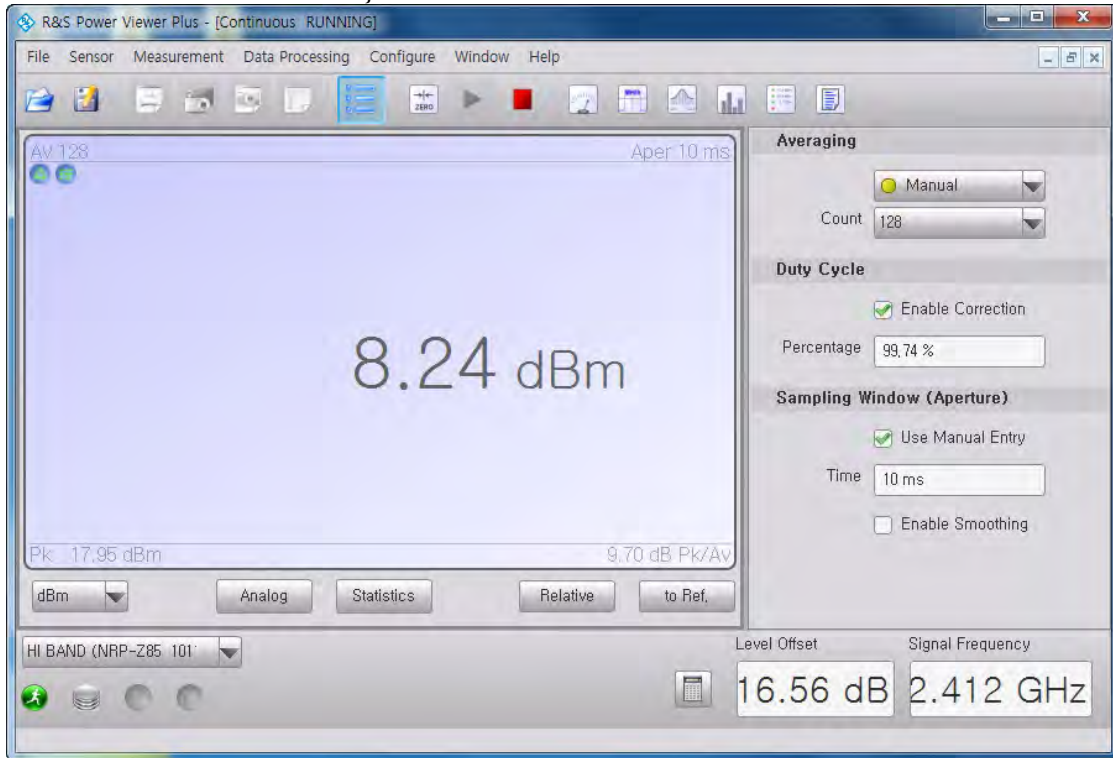 R&S Power Viewer Plus - [Continuous RUNNING]
File Sensor Measurement Data Processing Configure Window Help
ZERO
AV 128 Aper 10 ms
8.24 dBm
Pk 17.95 dBm 9.70 dB Pk/Av
dBm Analog Statistics Relative to Ref.
Averaging
Manual
Count 128
Duty Cycle
Enable Correction
Percentage 99.74 %
Sampling Window (Aperture)
Use Manual Entry
Time 10 ms
Enable Smoothing
HI BAND (NRP-Z85 101
Level Offset Signal Frequency
16.56 dB 2.412 GHz